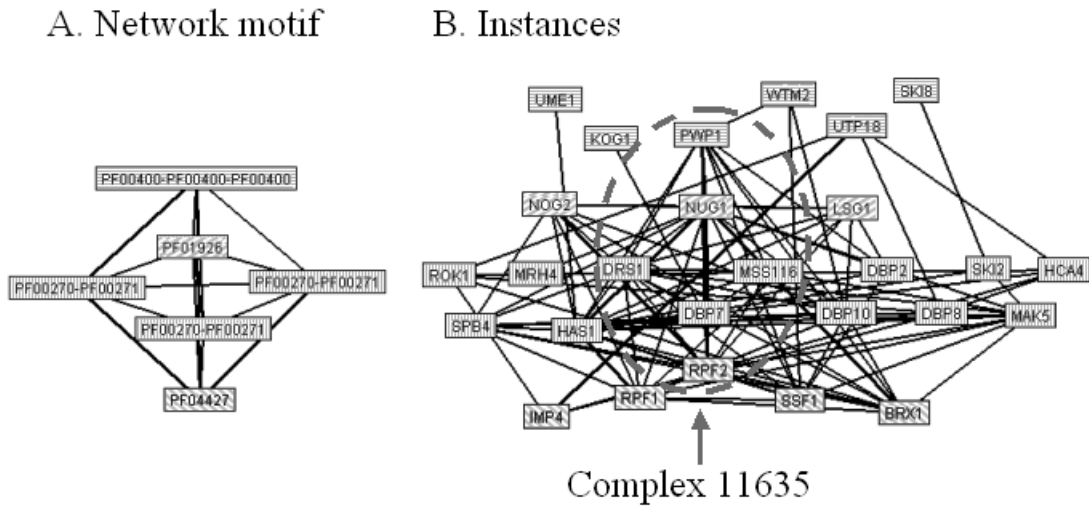 A. Network motif
B. Instances
PF00400-PF00400-PF00400
PF01926
PF00270-PF00271
PF00270-PF00271
PF00270-PF00271
PF04427
UME1
WTM2
SKI8
KOG1
PWP1
UTP18
NOG2
NUG1
LSG1
ROK1
MRH4
DRS1
MSS116
DBP2
SKI2
HCA4
SPB4
HAS1
DBP7
DBP10
DBP8
MAK5
RPF2
IMP4
RPF1
SSF1
BRX1
Complex 11635